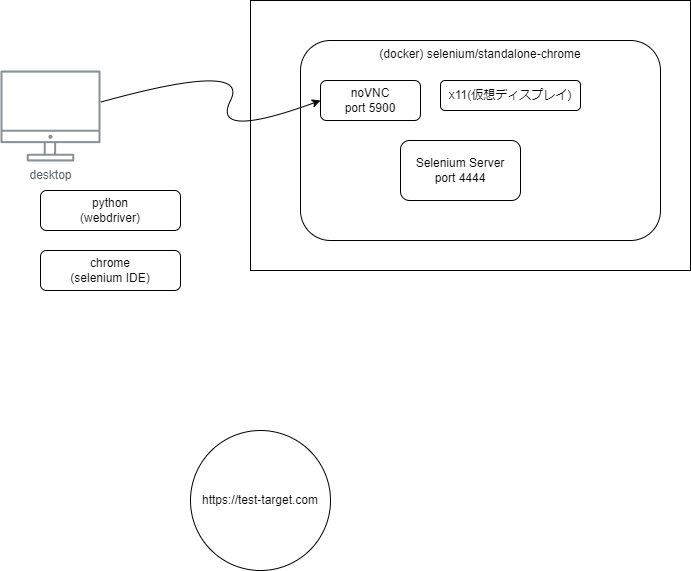 (docker) selenium/standalone-chrome
noVNC
port 5900
x11(仮想ディスプレイ)
Selenium Server
port 4444
desktop
python
(webdriver)
chrome
(selenium IDE)
https://test-target.com